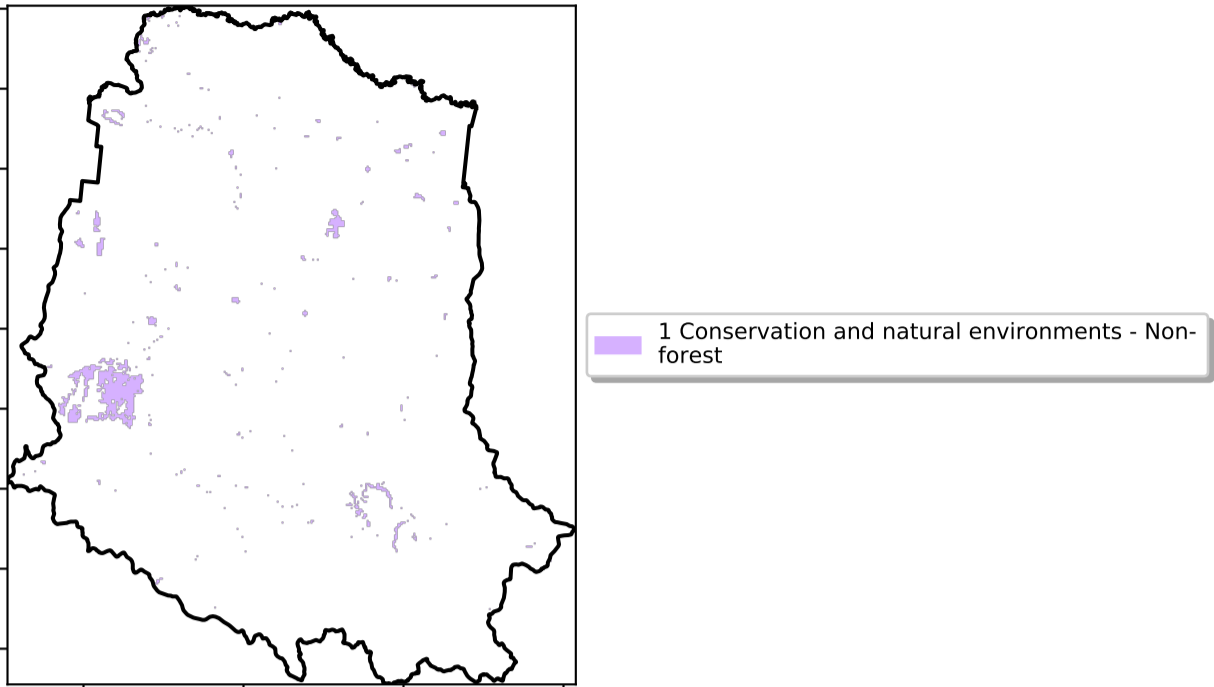 1 Conservation and natural environments - Non-
forest